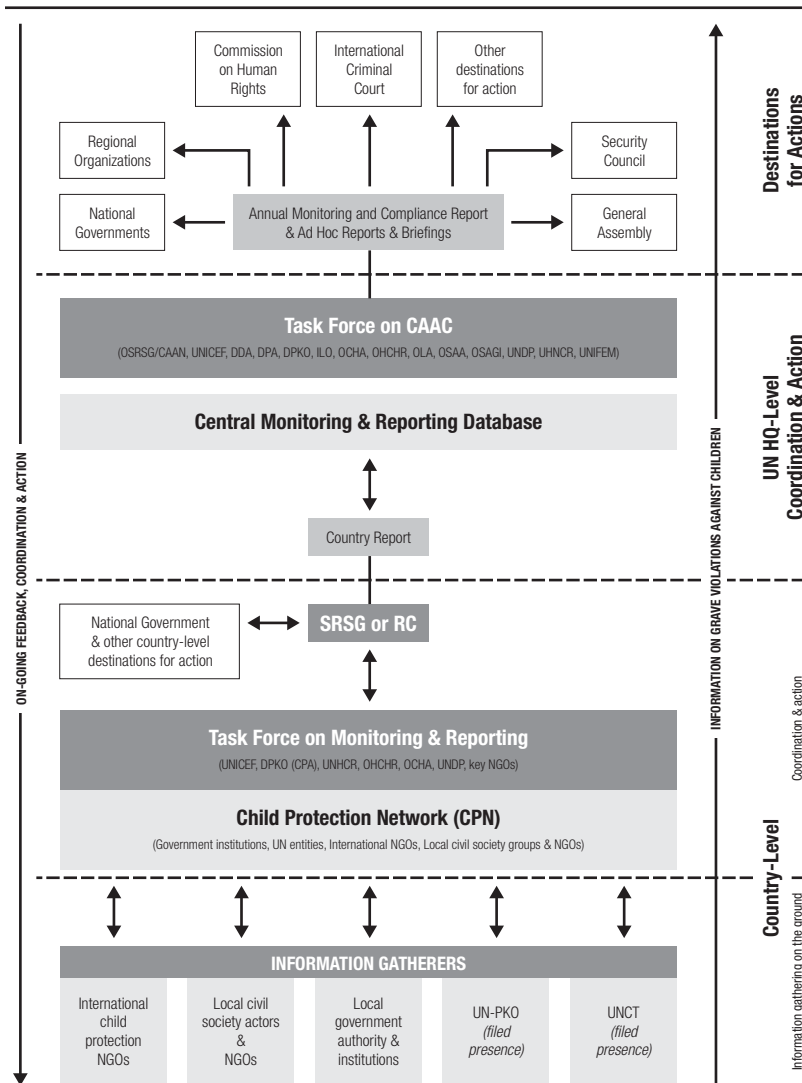 Commission
on Human
Rights
International
Criminal
Court
Other
destinations
for action
Regional
Organizations
Security
Council
National
Governments
Annual Monitoring and Compliance Report
& Ad Hoc Reports & Briefings
General
Assembly
Destinations
for Actions
Task Force on CAAC
(OSRSG/CAAN, UNICEF, DDA, DPA, DPKO, ILO, OCHA, OHCHR, OLA, OSAA, OSAGI, UNDP, UHNCR, UNIFEM)
Central Monitoring & Reporting Database
Country Report
UN HQ-Level
Coordination & Action
ON-GOING FEEDBACK, COORDINATION & ACTION
INFORMATION ON GRAVE VIOLATIONS AGAINST CHILDREN
National Government
& other country-level
destinations for action
SRSG or RC
Task Force on Monitoring & Reporting
(UNICEF, DPKO (CPA), UNHCR, OHCHR, OCHA, UNDP, key NGOs)
Child Protection Network (CPN)
(Government institutions, UN entities, International NGOs, Local civil society groups & NGOs)
Country-Level
Coordination & action
Information gathering on the ground
INFORMATION GATHERERS
International
child
protection
NGOs
Local civil
society actors
&
NGOs
Local
government
authority &
institutions
UN-PKO
(filed
presence)
UNCT
(filed
presence)